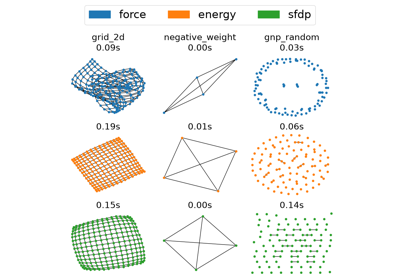 force energy sfdp
grid_2d negative_weight gnp_random
0.09s 0.00s 0.03s
0.19s 0.01s 0.06s
0.15s 0.00s 0.14s